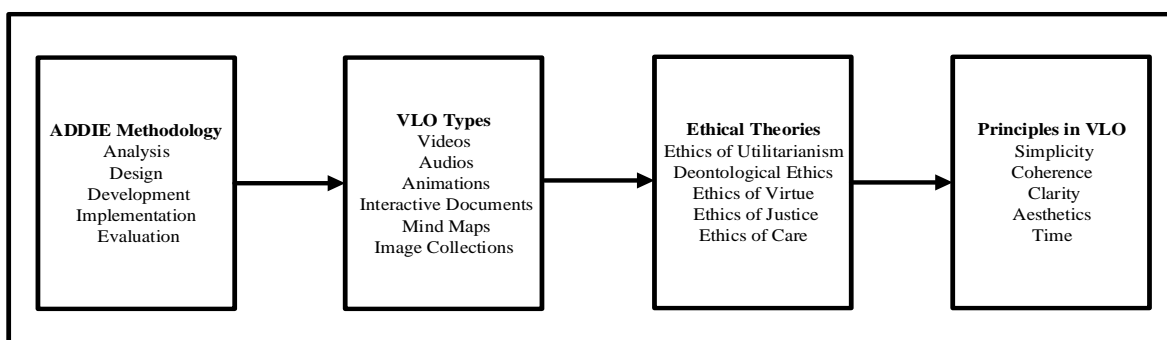 ADDIE Methodology
Analysis
Design
Development
Implementation
Evaluation
VLO Types
Videos
Audios
Animations
Interactive Documents
Mind Maps
Image Collections
Ethical Theories
Ethics of Utilitarianism
Deontological Ethics
Ethics of Virtue
Ethics of Justice
Ethics of Care
Principles in VLO
Simplicity
Coherence
Clarity
Aesthetics
Time